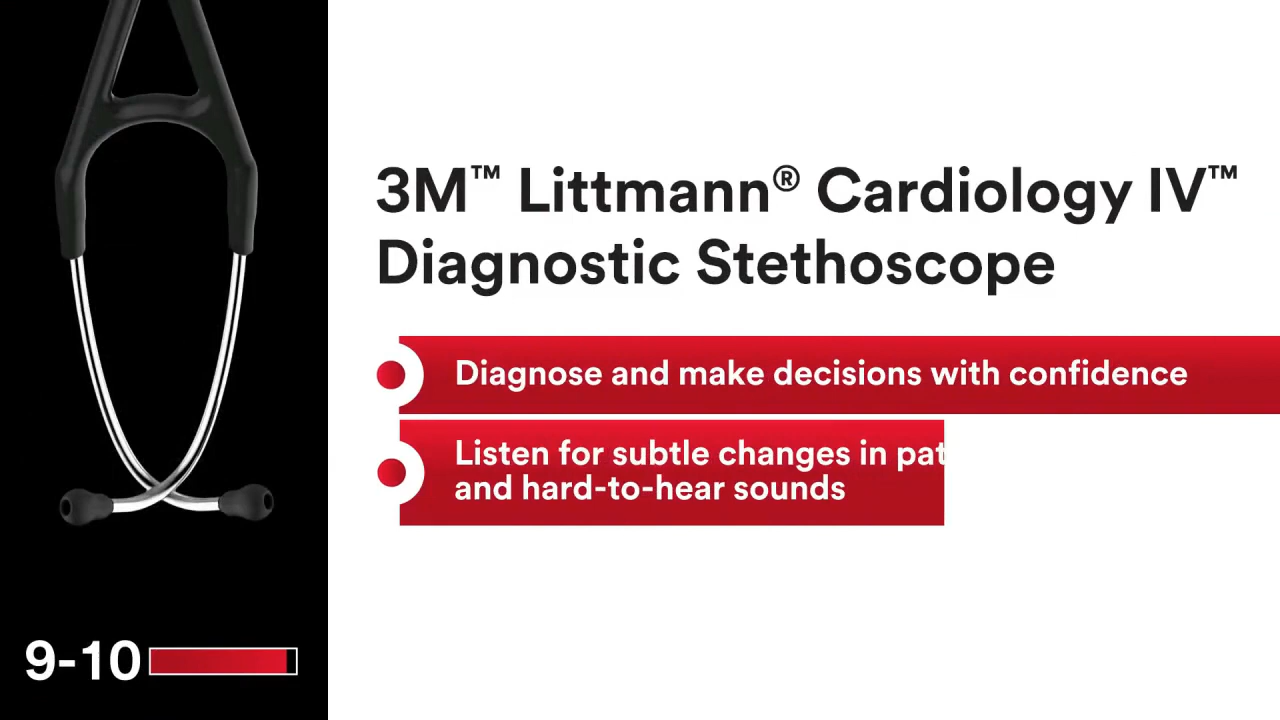 3M™ Littmann® Cardiology IV™
Diagnostic Stethoscope
Diagnose and make decisions with confidence
Listen for subtle changes in
and hard-to-hear sounds
9-10